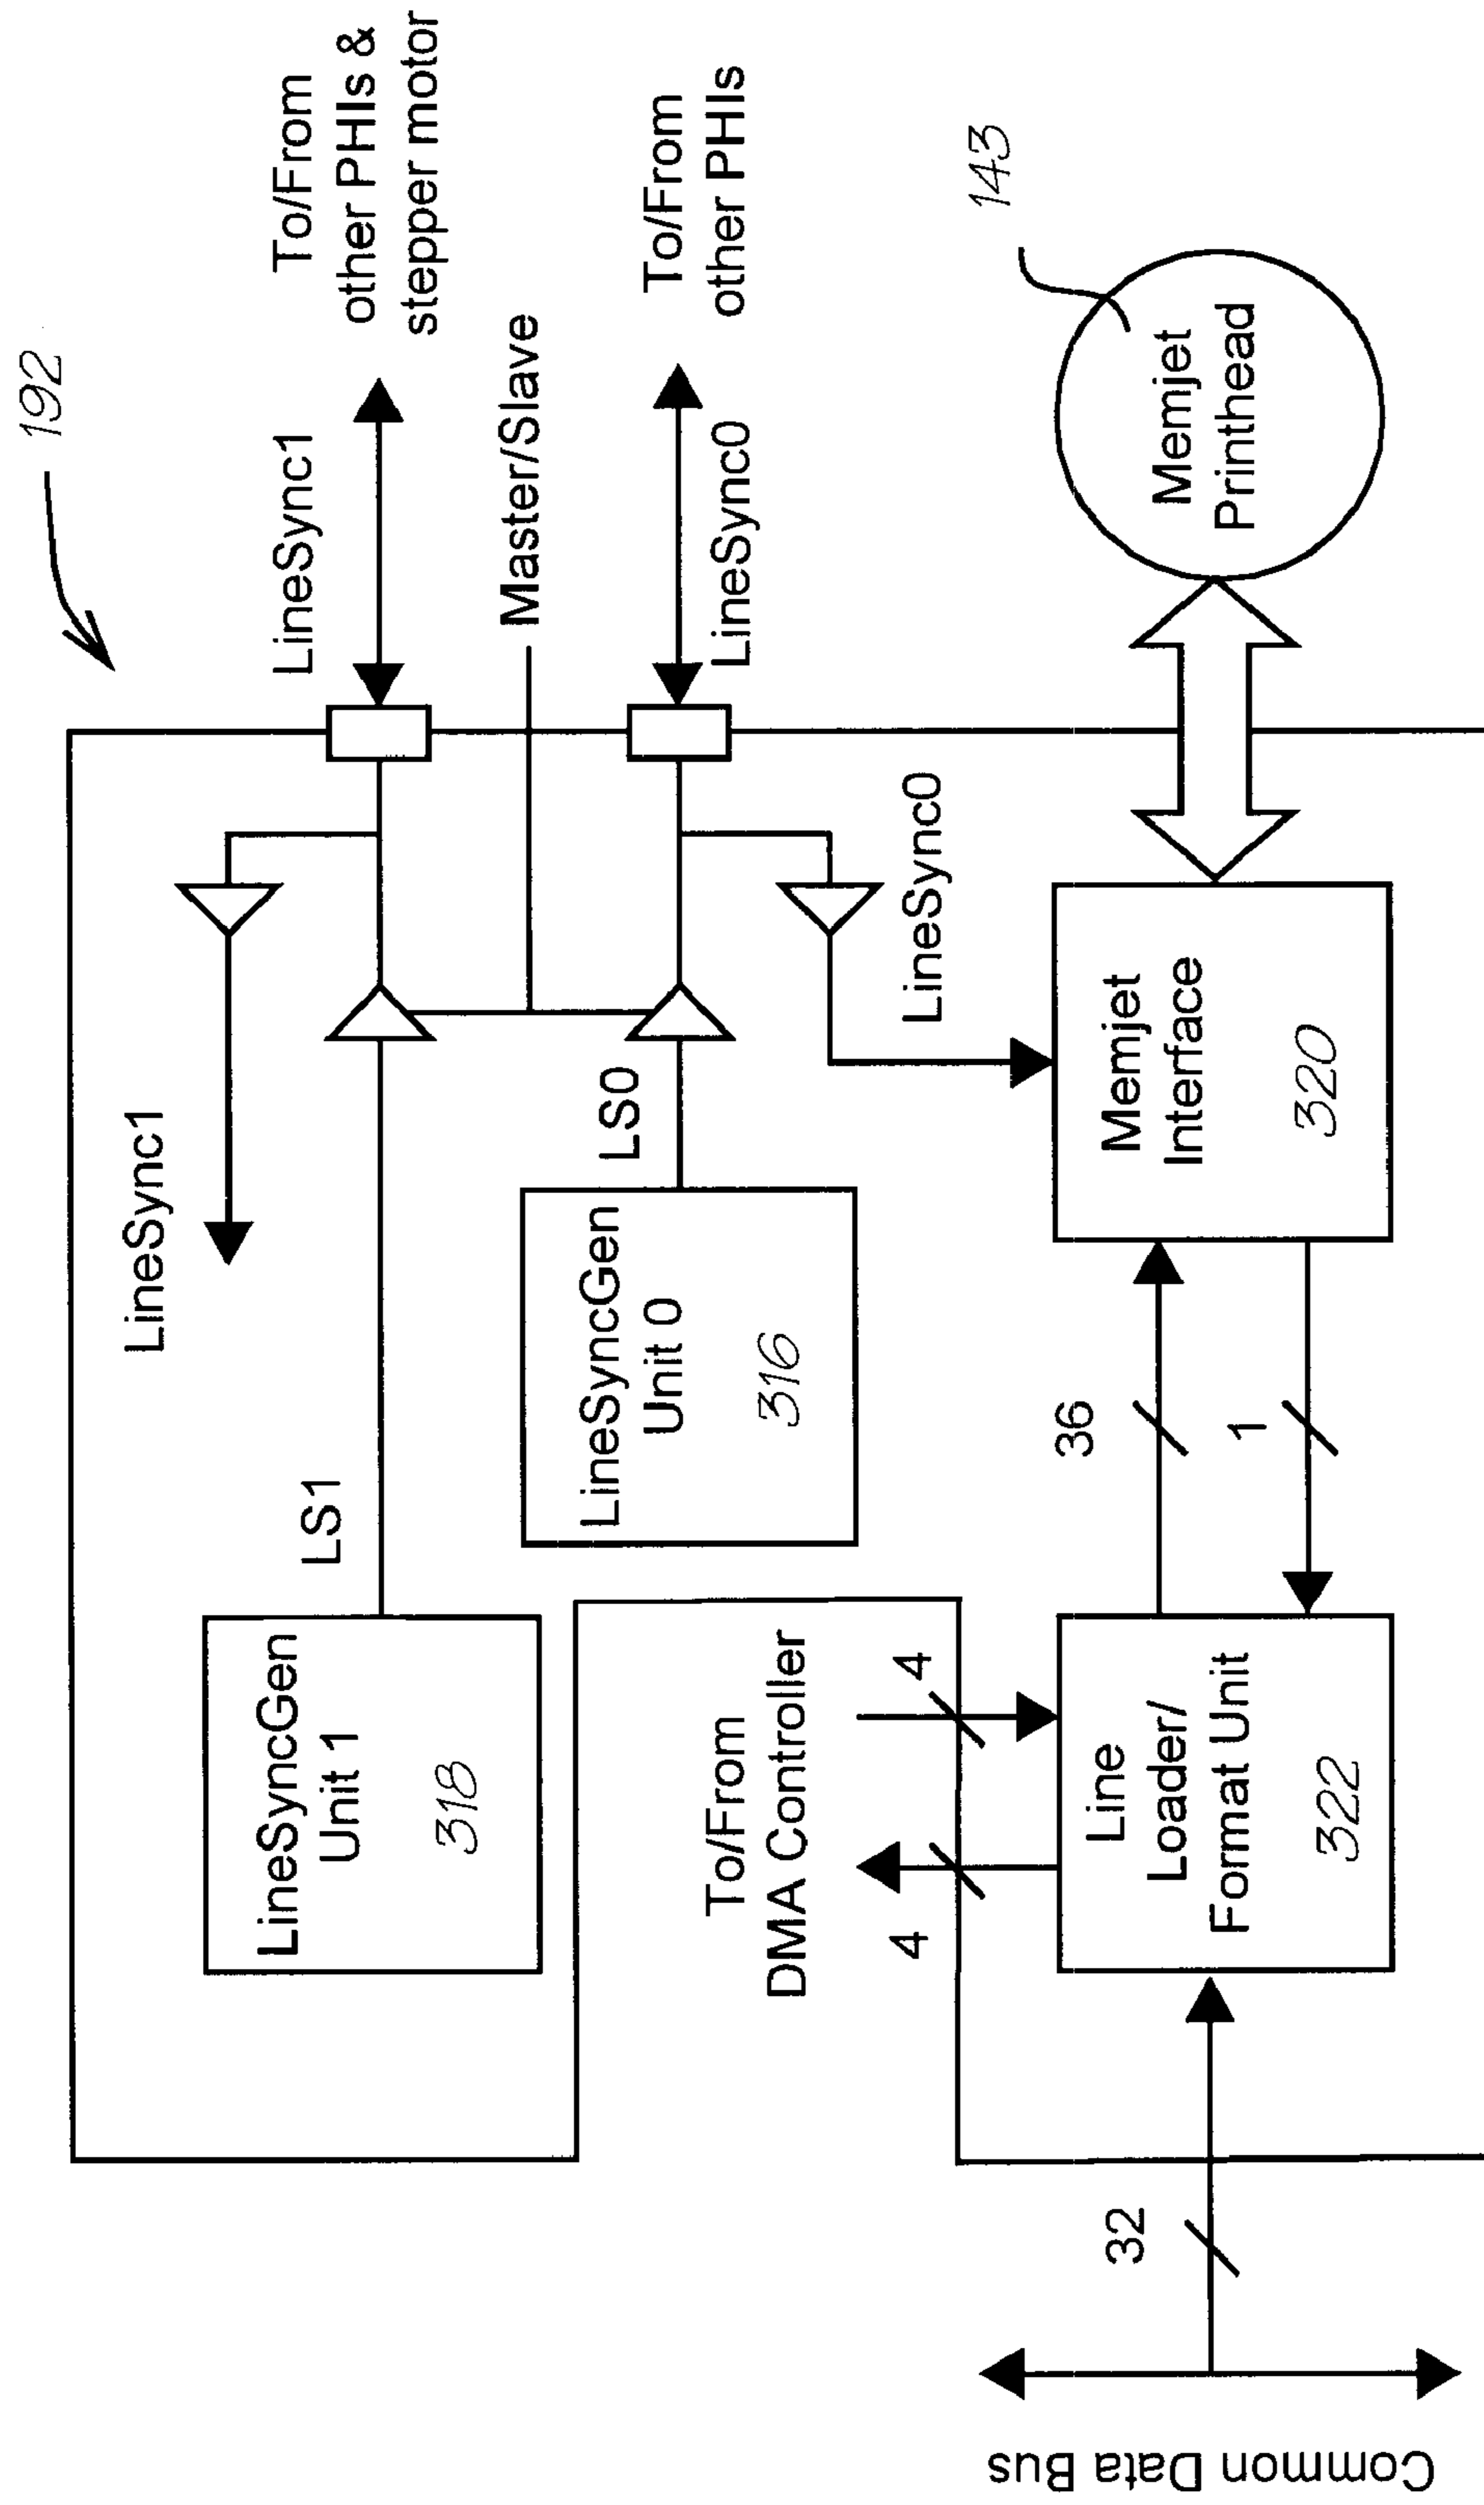 192
LineSync1
To/From
other PHIs &
stepper motor
LineSync1
LineSyncGen
Unit 1
318
LS1
Master/Slave
LineSyncGen
Unit 0
316
LS0
LineSync0
To/From
other PHIs
LineSync0
To/From
DMA Controller
4
4
143
Common Data Bus
32
Line
Loader/
Format Unit
322
36
1
Memjet
Interface
320
Memjet
Printhead